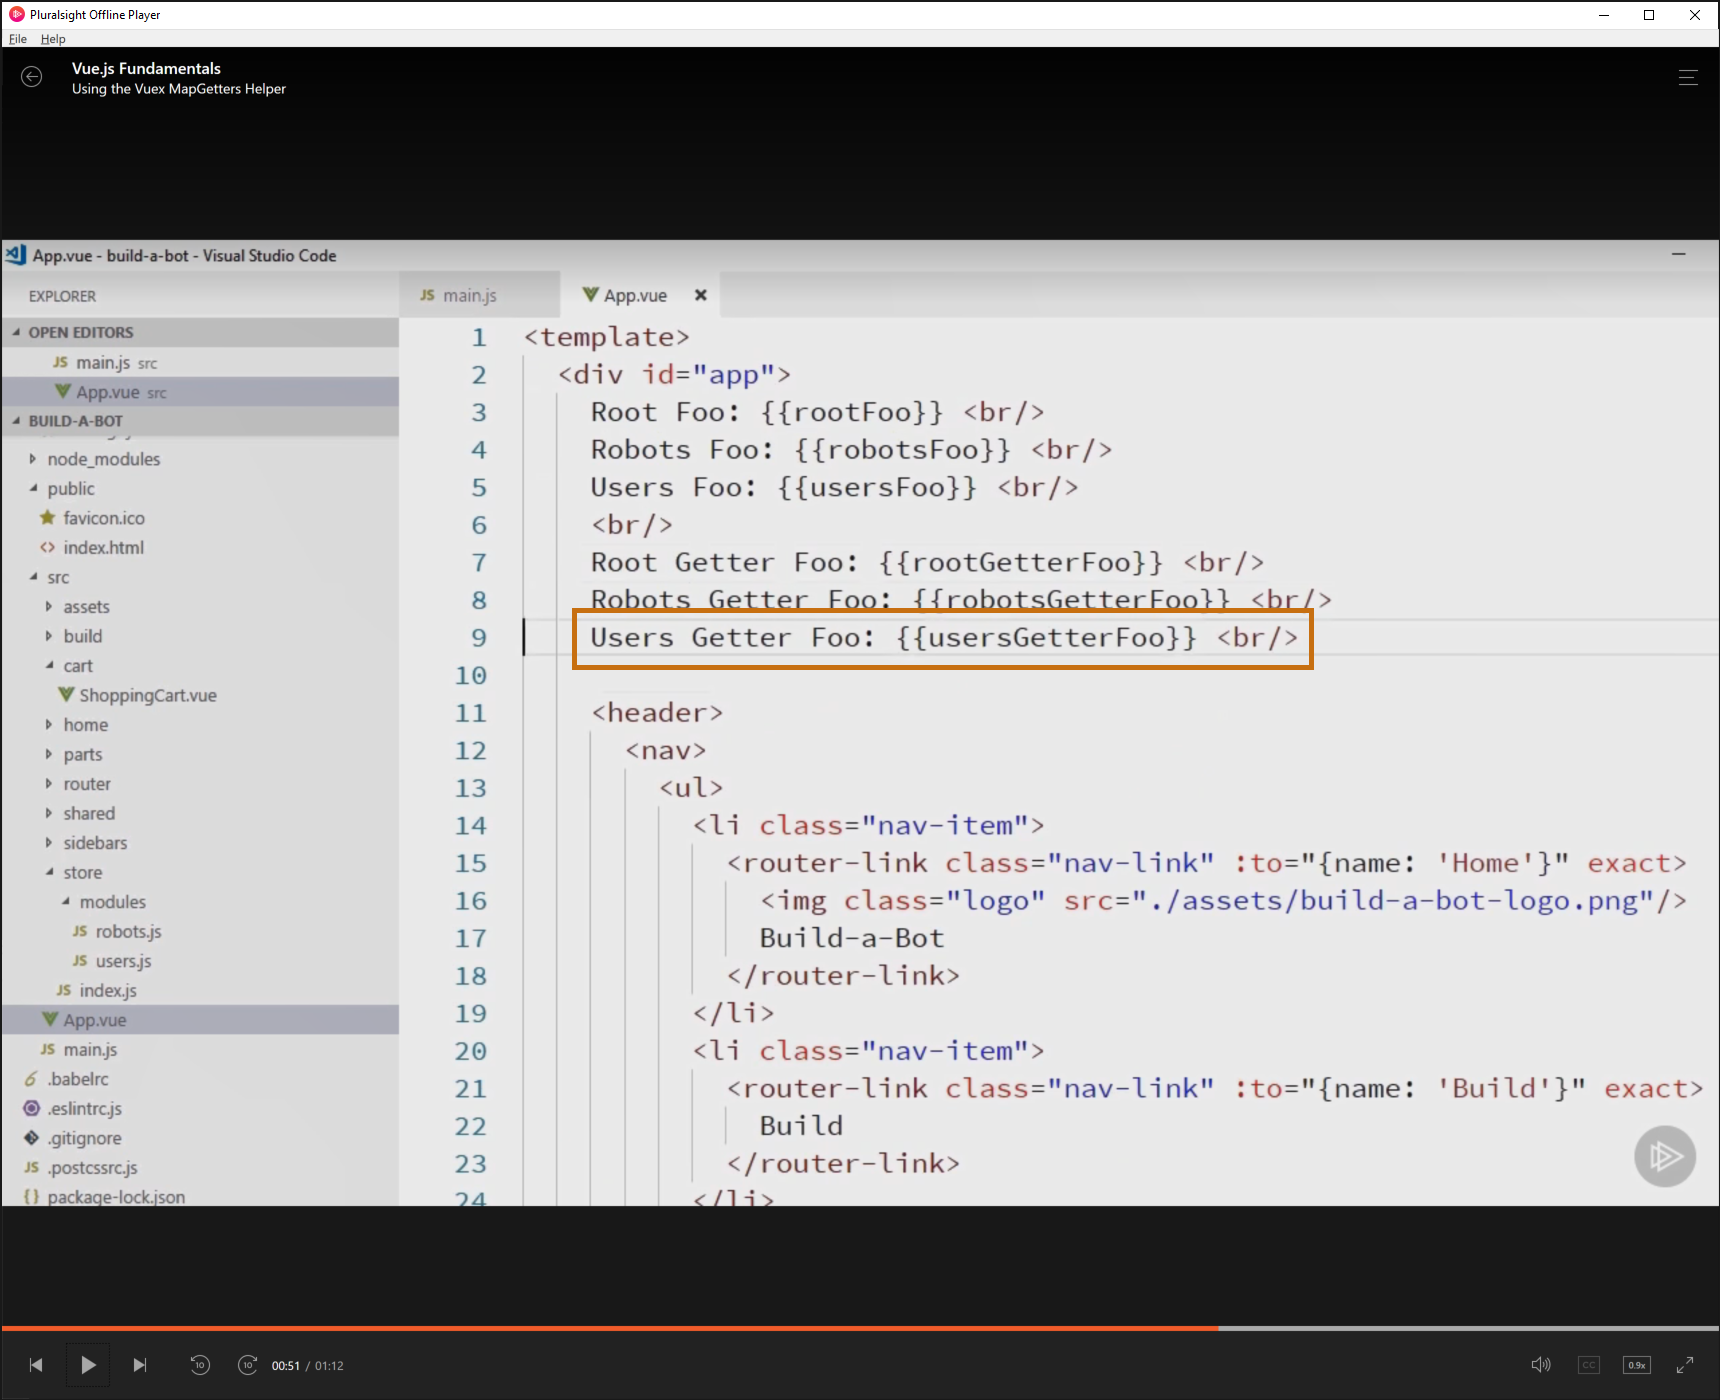 Pluralsight Offline Player
File Help
Vue.js Fundamentals
Using the Vuex MapGetters Helper
App.vue - build-a-bot - Visual Studio Code
EXPLORER
JS main.js
App.vue ×
OPEN EDITORS
JS main.js src
App.vue src
BUILD-A-BOT
node_modules
public
favicon.ico
<> index.html
src
assets
build
cart
ShoppingCart.vue
home
parts
router
shared
sidebars
store
modules
JS robots.js
JS users.js
JS index.js
App.vue
JS main.js
6 .babelrc
.eslintrc.js
.gitignore
JS .postcssrc.js
{} package-lock.json
1 <template>
2 <div id="app">
3 Root Foo: {{rootFoo}} <br/>
4 Robots Foo: {{robotsFoo}} <br/>
5 Users Foo: {{usersFoo}} <br/>
6 <br/>
7 Root Getter Foo: {{rootGetterFoo}} <br/>
8 Robots Getter Foo: {{robotsGetterFoo}} <br/>
9 Users Getter Foo: {{usersGetterFoo}} <br/>
10
11 <header>
12 <nav>
13 <ul>
14 <li class="nav-item">
15 <router-link class="nav-link" :to="{name: 'Home'}" exact>
16 <img class="logo" src="./assets/build-a-bot-logo.png"/>
17 Build-a-Bot
18 </router-link>
19 </li>
20 <li class="nav-item">
21 <router-link class="nav-link" :to="{name: 'Build'}" exact>
22 Build
23 </router-link>
24 </li>
10
10
00:51 / 01:12
CC
0.9x